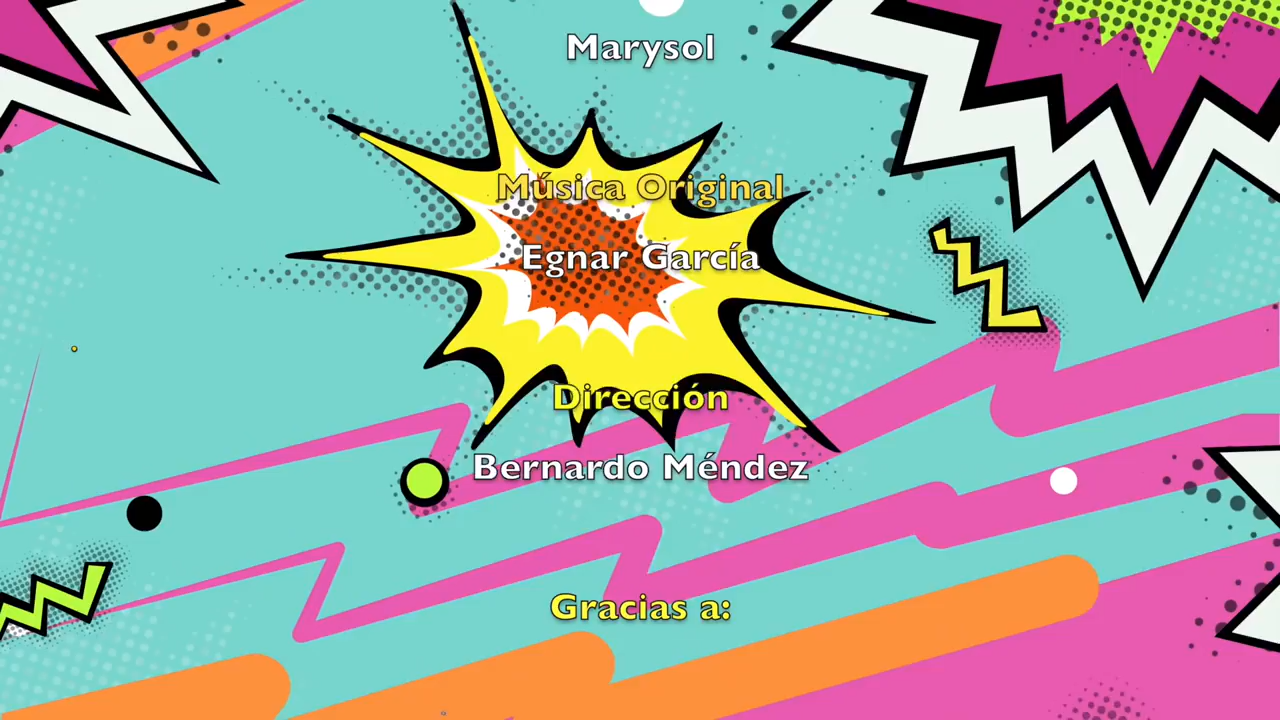 Marysol
Música Original
Egnar García
Dirección
Bernardo Méndez
Gracias a: